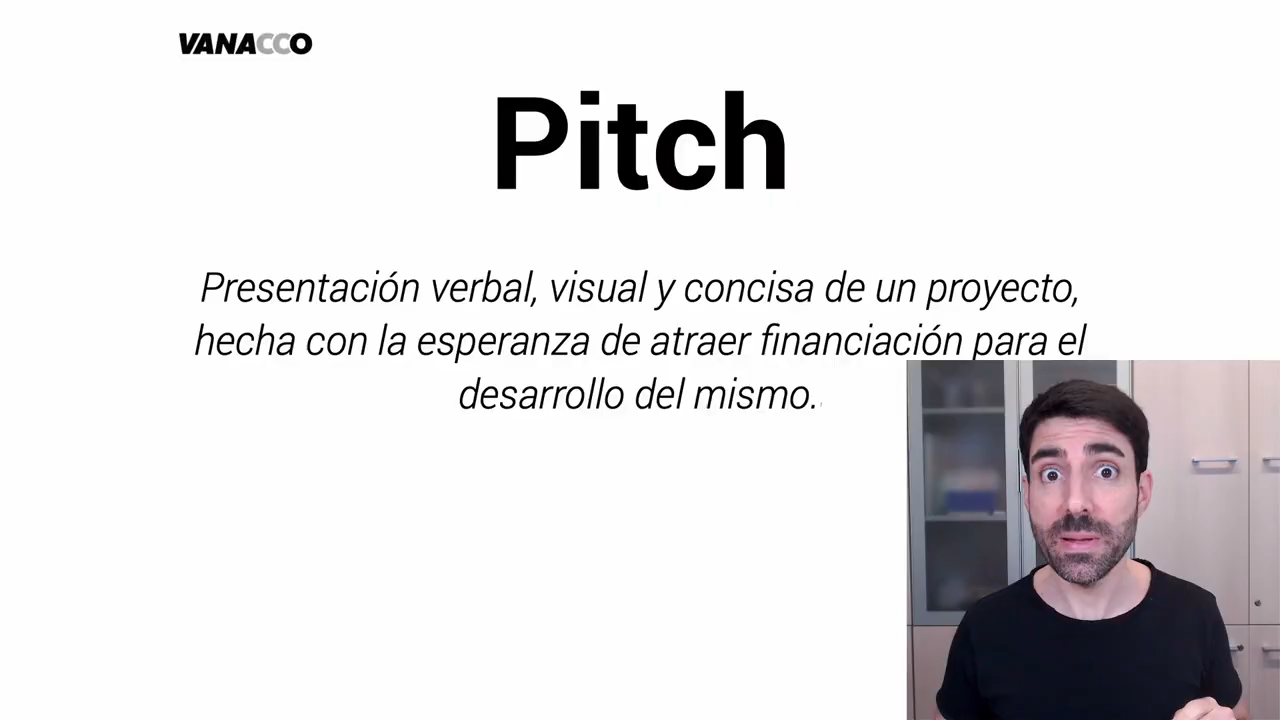 VANACCO
Pitch
Presentación verbal, visual y concisa de un proyecto,
hecha con la esperanza de atraer financiación para el
desarrollo del mismo.